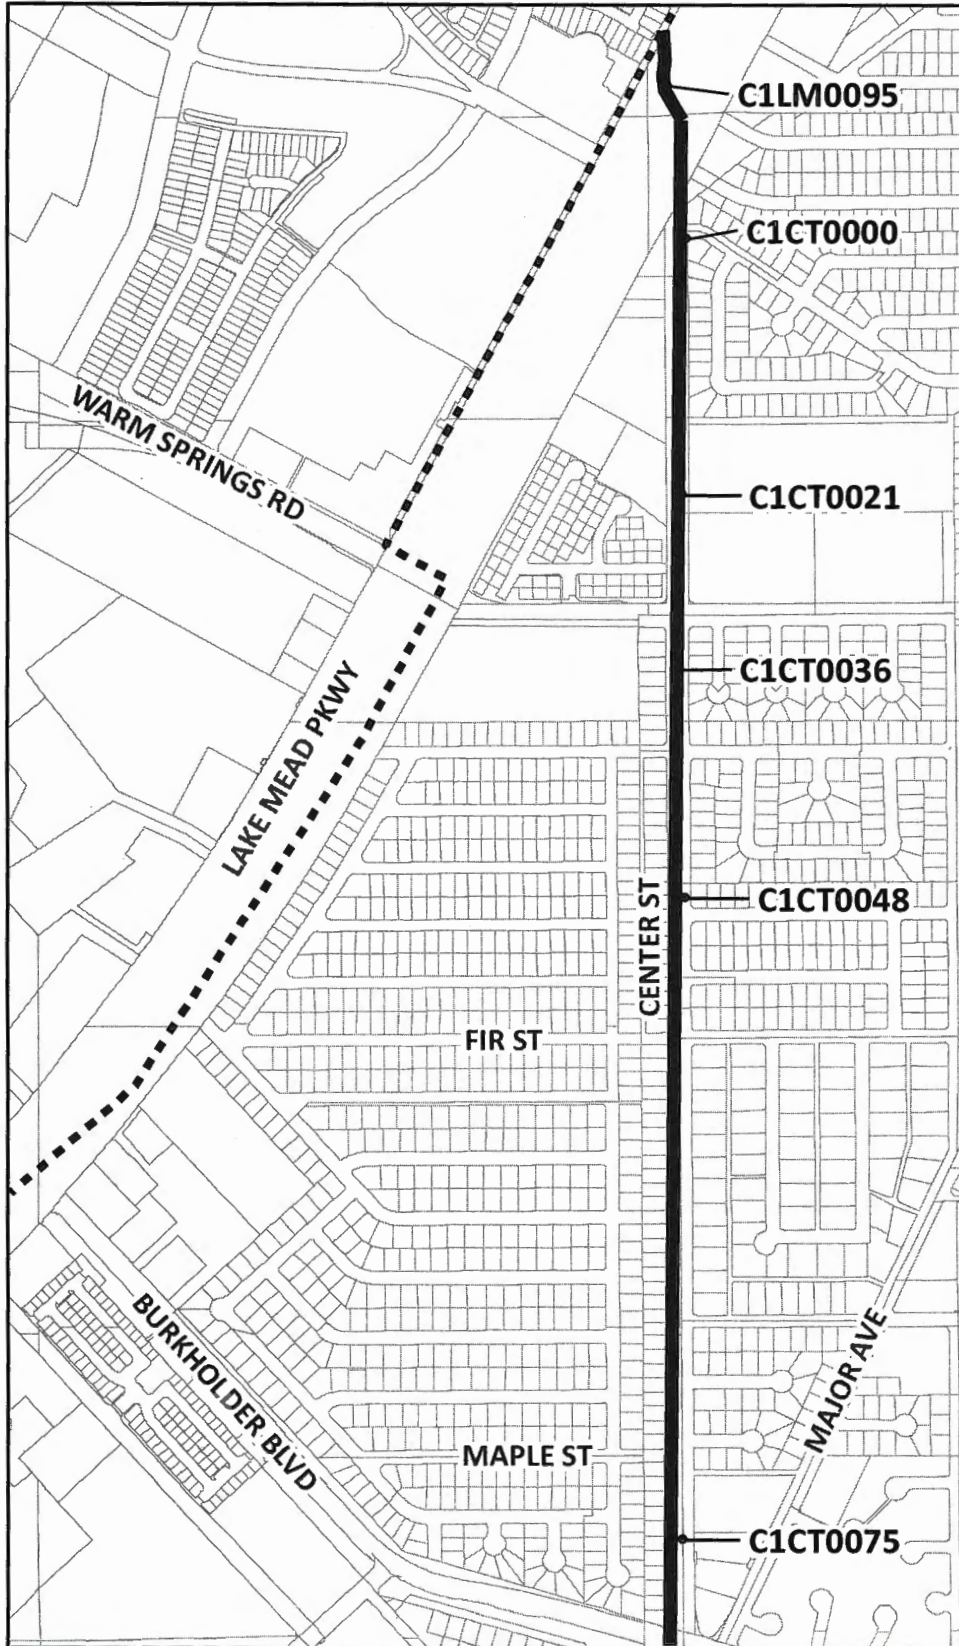 C1LM0095
C1CT0000
WARM SPRINGS RD
C1CT0021
C1CT0036
LAKE MEAD PKWY
C1CT0048
CENTER ST
FIR ST
BURKHOLDER BLVD
MAJOR AVE
MAPLE ST
C1CT0075